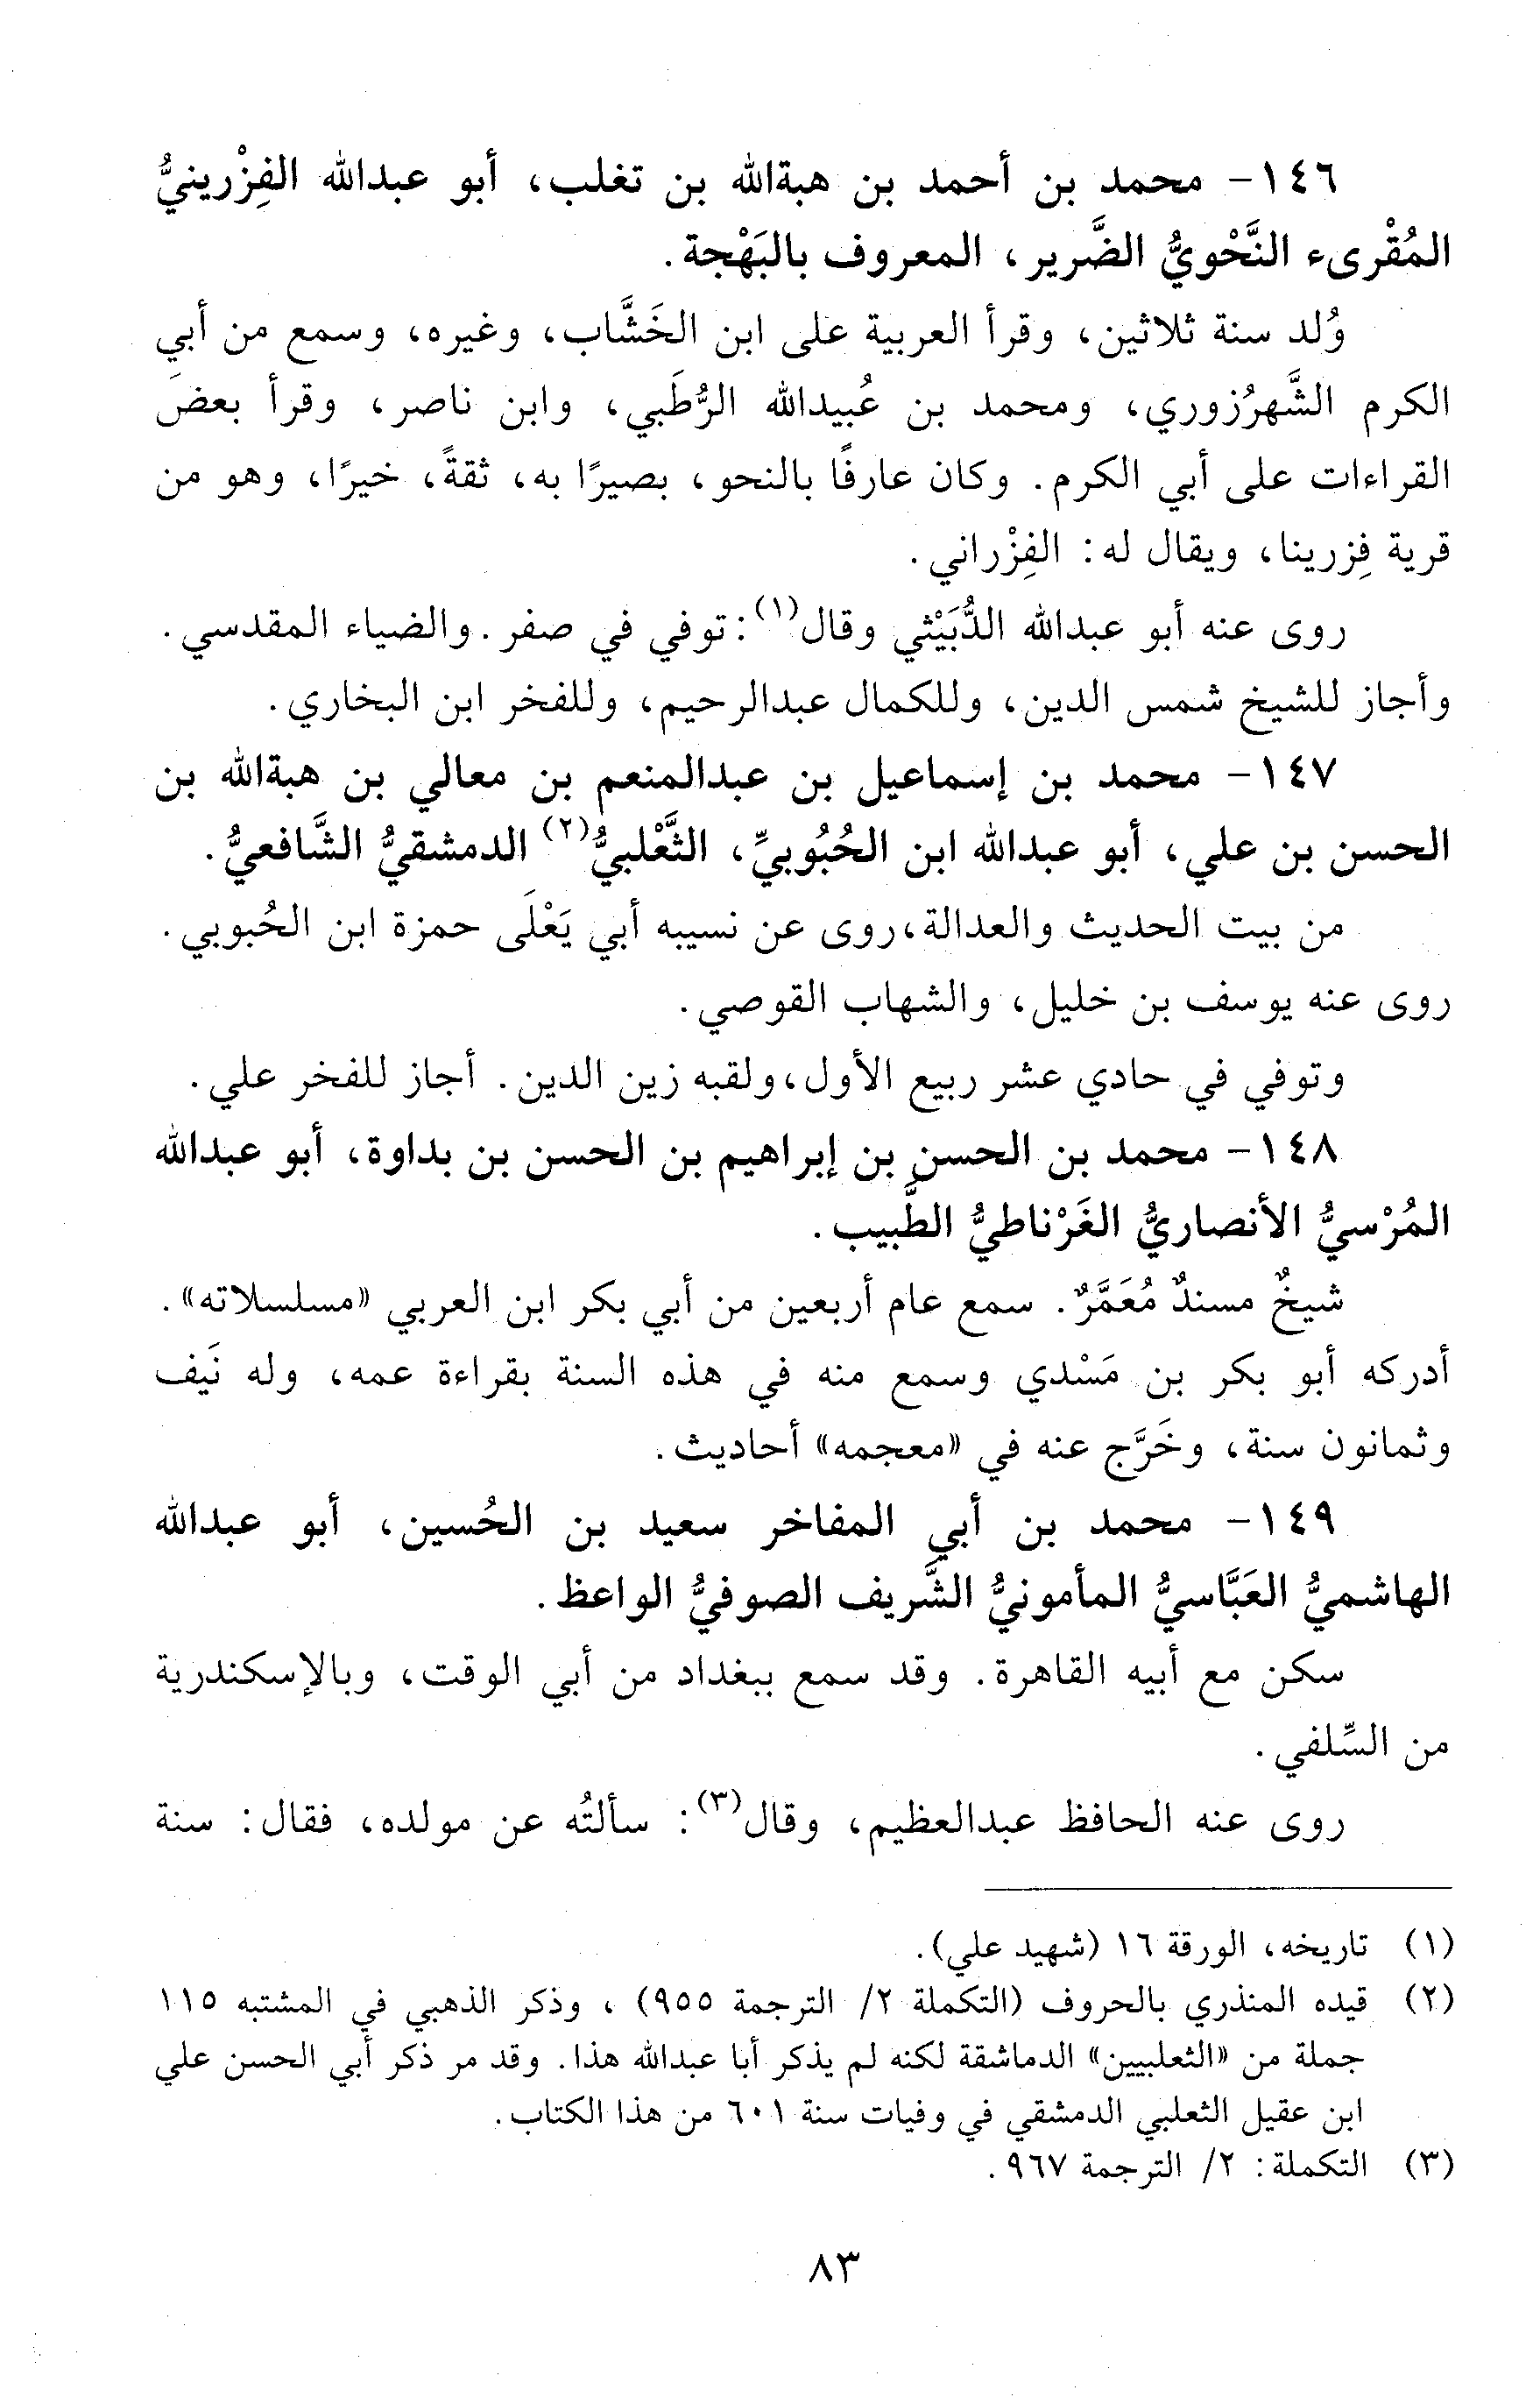 ١٤٦- محمد بن أحمد بن هبةالله بن تغلب، أبو عبدالله الفِزْرينيُّ
المُقْرىء النَّحْويُّ الضَّرير، المعروف بالبَهْجة.
وُلد سنة ثلاثين، وقرأ العربية على ابن الخَشَّاب، وغيره، وسمع من أبي
الكرم الشَّهرُزوري، ومحمد بن عُبيدالله الرُّطَبي، وابن ناصر، وقرأ بعضَ
القراءات على أبي الكرم. وكان عارفًا بالنحو، بصيرًا به، ثقةً، خيرًا، وهو من
قرية فِزرينا، ويقال له: الفِزْراني.
روى عنه أبو عبدالله الدُّبَيْثي وقال(١): توفي في صفر. والضياء المقدسي.
وأجاز للشيخ شمس الدين، وللكمال عبدالرحيم، وللفخر ابن البخاري.
١٤٧- محمد بن إسماعيل بن عبدالمنعم بن معالي بن هبةالله بن
الحسن بن علي، أبو عبدالله ابن الحُبُوبيِّ، الثَّعْلبيُّ(٢) الدمشقيُّ الشَّافعيُّ.
من بيت الحديث والعدالة، روى عن نسيبه أبي يَعْلَى حمزة ابن الحُبوبي.
روى عنه يوسف بن خليل، والشهاب القوصي.
وتوفي في حادي عشر ربيع الأول، ولقبه زين الدين. أجاز للفخر علي.
١٤٨- محمد بن الحسن بن إبراهيم بن الحسن بن بداوة، أبو عبدالله
المُرْسيُّ الأنصاريُّ الغَرْناطيُّ الطَّبيب.
شيخٌ مسندٌ مُعَمَّرٌ. سمع عام أربعين من أبي بكر ابن العربي «مسلسلاته».
أدركه أبو بكر بن مَسْدي وسمع منه في هذه السنة بقراءة عمه، وله نَيف
وثمانون سنة، وخَرَّج عنه في «معجمه» أحاديث.
١٤٩- محمد بن أبي المفاخر سعيد بن الحُسين، أبو عبدالله
الهاشميُّ العَبَّاسيُّ المأمونيُّ الشَّريف الصوفيُّ الواعظ.
سكن مع أبيه القاهرة. وقد سمع ببغداد من أبي الوقت، وبالإسكندرية
من السِّلفي.
روى عنه الحافظ عبدالعظيم، وقال(٣): سألتُه عن مولده، فقال: سنة
(١) تاريخه، الورقة ١٦ (شهيد علي).
(٢) قيده المنذري بالحروف (التكملة ٢/ الترجمة ٩٥٥) ، وذكر الذهبي في المشتبه ١١٥
جملة من «الثعلبيين» الدماشقة لكنه لم يذكر أبا عبدالله هذا. وقد مر ذكر أبي الحسن علي
ابن عقيل الثعلبي الدمشقي في وفيات سنة ٦٠١ من هذا الكتاب.
(٣) التكملة: ٢/ الترجمة ٩٦٧.
٨٣